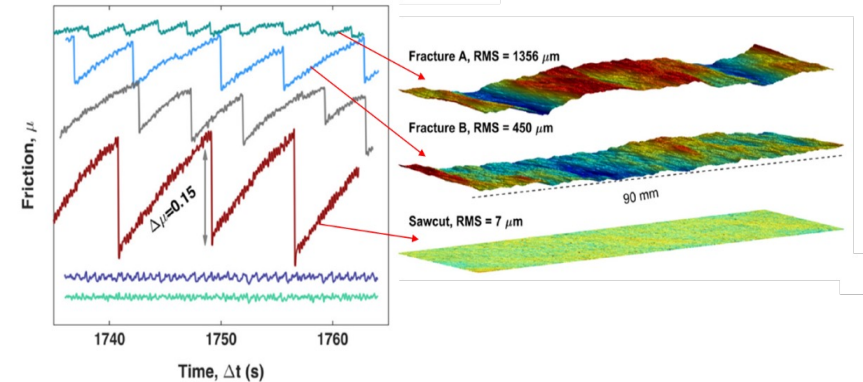 Friction, μ
Δμ=0.15
1740
1750
1760
Time, Δt (s)
Fracture A, RMS = 1356 μm
Fracture B, RMS = 450 μm
90 mm
Sawcut, RMS = 7 μm